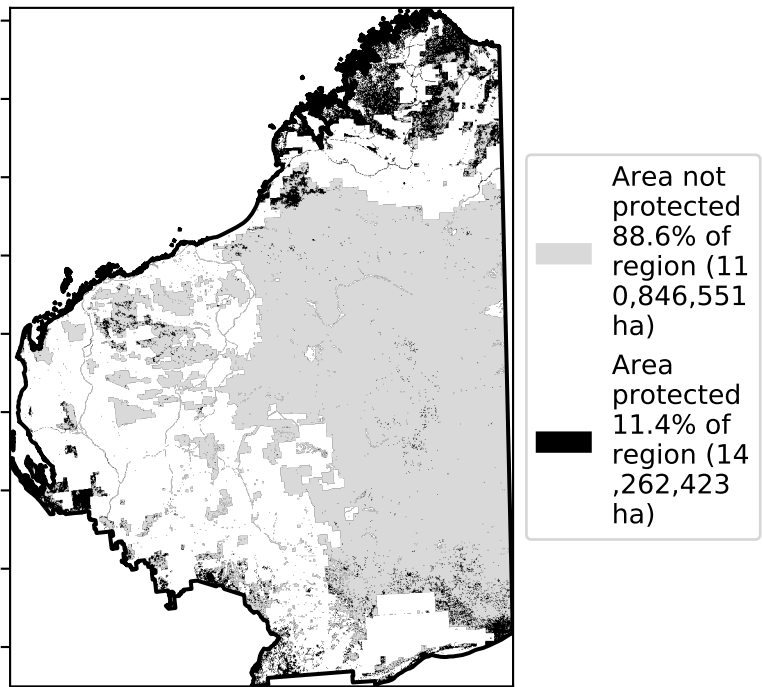 Area not
protected
88.6% of
region (11
0,846,551
ha)
Area
protected
11.4% of
region (14
,262,423
ha)